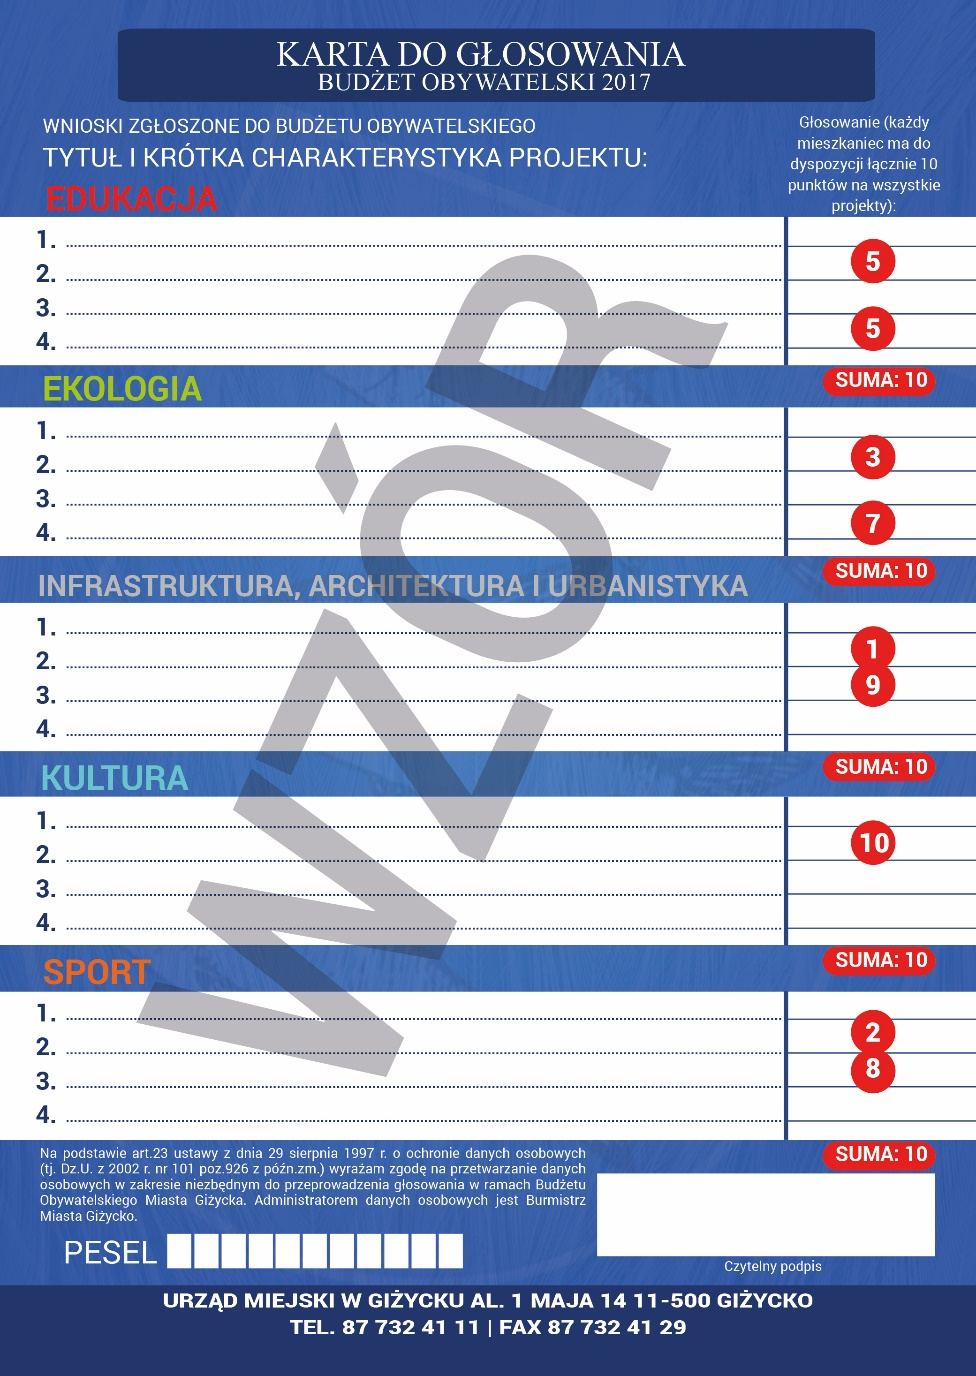 KARTA DO GŁOSOWANIA
BUDŻET OBYWATELSKI 2017
WNIOSKI ZGŁOSZONE DO BUDŻETU OBYWATELSKIEGO
TYTUŁ I KRÓTKA CHARAKTERYSTYKA PROJEKTU:
Głosowanie (każdy
mieszkaniec ma do
dyspozycji łącznie 10
punktów na wszystkie
projekty):
EDUKACJA
1.
2. 5
3.
4. 5
EKOLOGIA SUMA: 10
1.
2. 3
3.
4. 7
INFRASTRUKTURA, ARCHITEKTURA I URBANISTYKA SUMA: 10
1.
2. 1
3. 9
4.
KULTURA SUMA: 10
1.
2. 10
3.
4.
SPORT SUMA: 10
1.
2. 2
3. 8
4.
SUMA: 10
WZÓR
Na podstawie art.23 ustawy z dnia 29 sierpnia 1997 r. o ochronie danych osobowych
(tj. Dz.U. z 2002 r. nr 101 poz.926 z późn.zm.) wyrażam zgodę na przetwarzanie danych
osobowych w zakresie niezbędnym do przeprowadzenia głosowania w ramach Budżetu
Obywatelskiego Miasta Giżycka. Administratorem danych osobowych jest Burmistrz
Miasta Giżycko.
PESEL
Czytelny podpis
URZĄD MIEJSKI W GIŻYCKU AL. 1 MAJA 14 11-500 GIŻYCKO
TEL. 87 732 41 11 | FAX 87 732 41 29